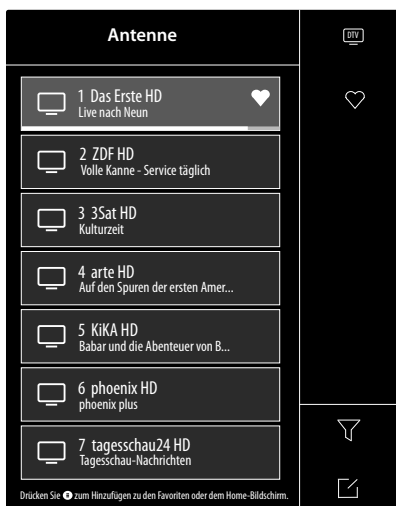 Antenne
DTV
1 Das Erste HD
Live nach Neun
2 ZDF HD
Volle Kanne - Service täglich
3 3Sat HD
Kulturzeit
4 arte HD
Auf den Spuren der ersten Amer...
5 KiKA HD
Babar und die Abenteuer von B...
6 phoenix HD
phoenix plus
7 tagesschau24 HD
Tagesschau-Nachrichten
Drücken Sie zum Hinzufügen zu den Favoriten oder dem Home-Bildschirm.